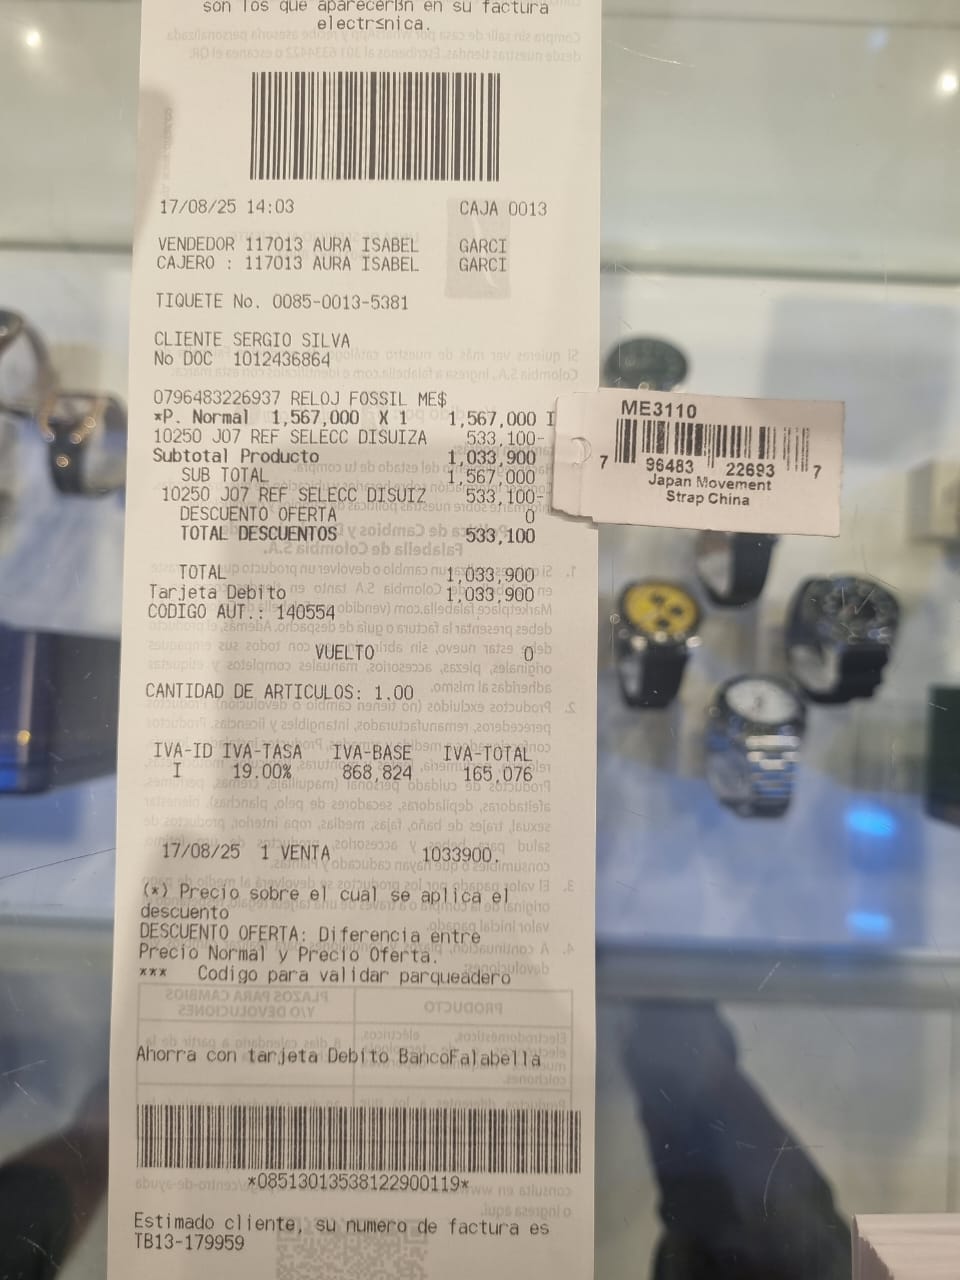 son los que aparecerßn en su factura
electr≤nica.
17/08/25 14:03 CAJA 0013
VENDEDOR 117013 AURA ISABEL GARCI
CAJERO : 117013 AURA ISABEL GARCI
TIQUETE No. 0085-0013-5381
CLIENTE SERGIO SILVA
No DOC 1012436864
0796483226937 RELOJ FOSSIL ME$
*P. Normal 1,567,000 X 1 1,567,000 I
10250 J07 REF SELECC DISUIZA 533,100-
Subtotal Producto 1,033,900
SUB TOTAL 1,567,000
10250 J07 REF SELECC DISUIZ 533,100-
DESCUENTO OFERTA 0
TOTAL DESCUENTOS 533,100
TOTAL 1,033,900
Tarjeta Debito 1,033,900
CODIGO AUT.: 140554
VUELTO 0
CANTIDAD DE ARTICULOS: 1.00
IVA-ID IVA-TASA IVA-BASE IVA-TOTAL
I 19.00% 868,824 165,076
17/08/25 1 VENTA 1033900.
(*) Precio sobre el cual se aplica el
descuento
DESCUENTO OFERTA: Diferencia entre
Precio Normal y Precio Oferta.
*** Codigo para validar parqueadero
Ahorra con tarjeta Debito BancoFalabella
*08513013538122900119*
Estimado cliente, su numero de factura es
TB13-179959
ME3110
7 96483 22693 7
Japan Movement
Strap China